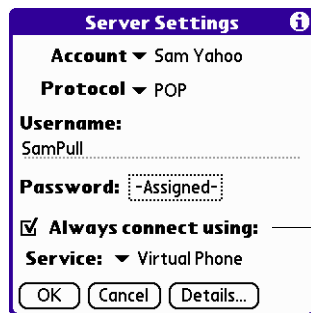 Server Settings
Account Sam Yahoo
Protocol POP
Username:
SamPull
Password: -Assigned-
Always connect using:
Service: Virtual Phone
OK Cancel Details...